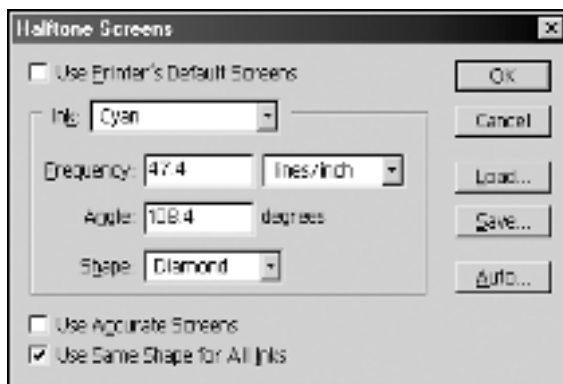 Halftone Screens
Use Printer's Default Screens
OK
Ink: Cyan
Cancel
Frequency: 47.4 lines/inch
Load...
Angle: 108.4 degrees
Save...
Shape: Diamond
Auto...
Use Accurate Screens
Use Same Shape for All Inks